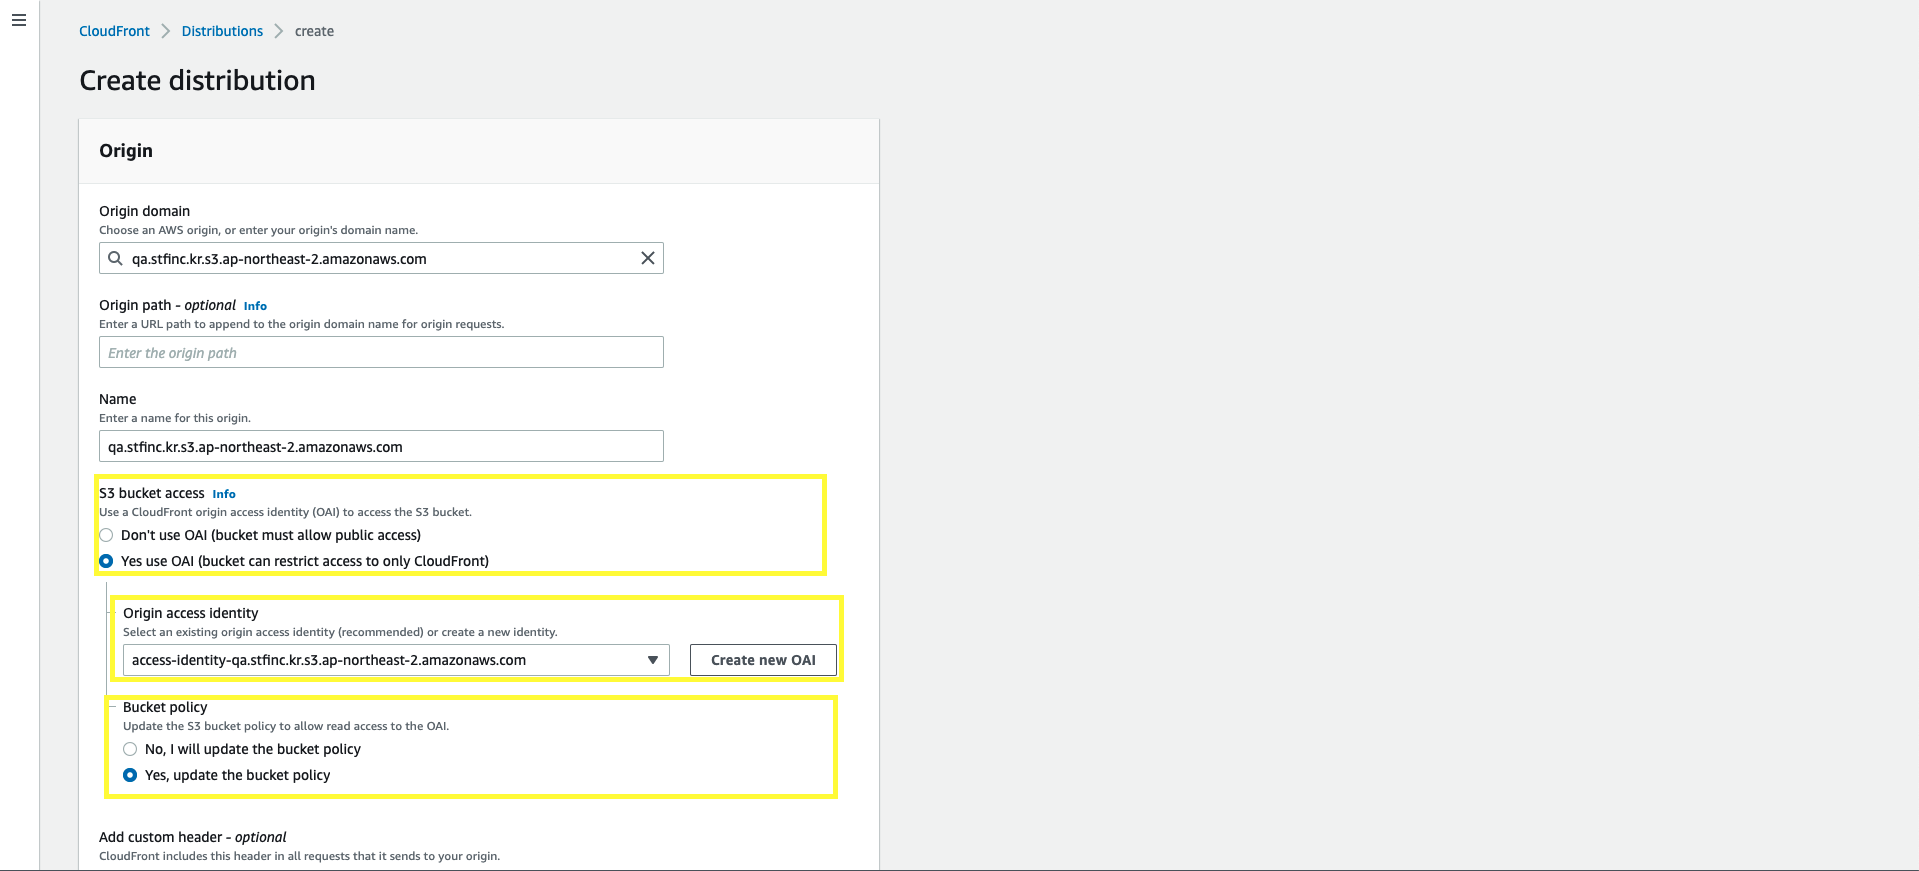 CloudFront > Distributions > create
Create distribution
Origin
Origin domain
Choose an AWS origin, or enter your origin's domain name.
qa.stfinc.kr.s3.ap-northeast-2.amazonaws.com
Origin path - optional Info
Enter a URL path to append to the origin domain name for origin requests.
Enter the origin path
Name
Enter a name for this origin.
qa.stfinc.kr.s3.ap-northeast-2.amazonaws.com
S3 bucket access Info
Use a CloudFront origin access identity (OAI) to access the S3 bucket.
Don't use OAI (bucket must allow public access)
Yes use OAI (bucket can restrict access to only CloudFront)
Origin access identity
Select an existing origin access identity (recommended) or create a new identity.
access-identity-qa.stfinc.kr.s3.ap-northeast-2.amazonaws.com Create new OAI
Bucket policy
Update the S3 bucket policy to allow read access to the OAI.
No, I will update the bucket policy
Yes, update the bucket policy
Add custom header - optional
CloudFront includes this header in all requests that it sends to your origin.